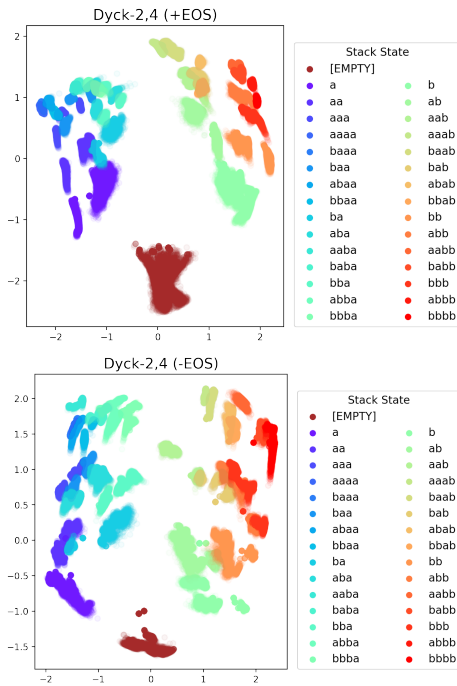 Dyck-2,4 (+EOS)
2
1
0
−1
−2
−2 −1 0 1 2
Stack State
[EMPTY]
a b
aa ab
aaa aab
aaaa aaab
baaa baab
baa bab
abaa abab
bbaa bbab
ba bb
aba abb
aaba aabb
baba babb
bba bbb
abba abbb
bbba bbbb
Dyck-2,4 (-EOS)
2.0
1.5
1.0
0.5
0.0
−0.5
−1.0
−1.5
−2 −1 0 1 2
Stack State
[EMPTY]
a b
aa ab
aaa aab
aaaa aaab
baaa baab
baa bab
abaa abab
bbaa bbab
ba bb
aba abb
aaba aabb
baba babb
bba bbb
abba abbb
bbba bbbb